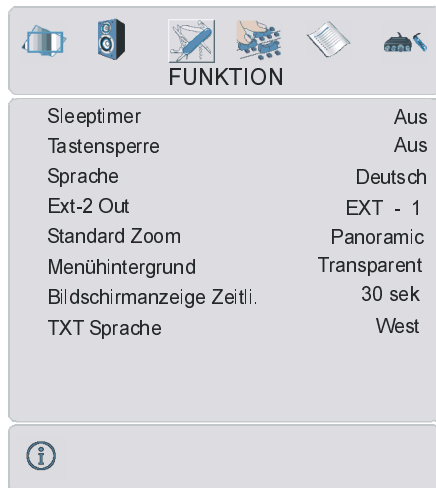 FUNKTION
Sleeptimer Aus
Tastensperre Aus
Sprache Deutsch
Ext-2 Out EXT - 1
Standard Zoom Panoramic
Menühintergrund Transparent
Bildschirmanzeige Zeitli. 30 sek
TXT Sprache West